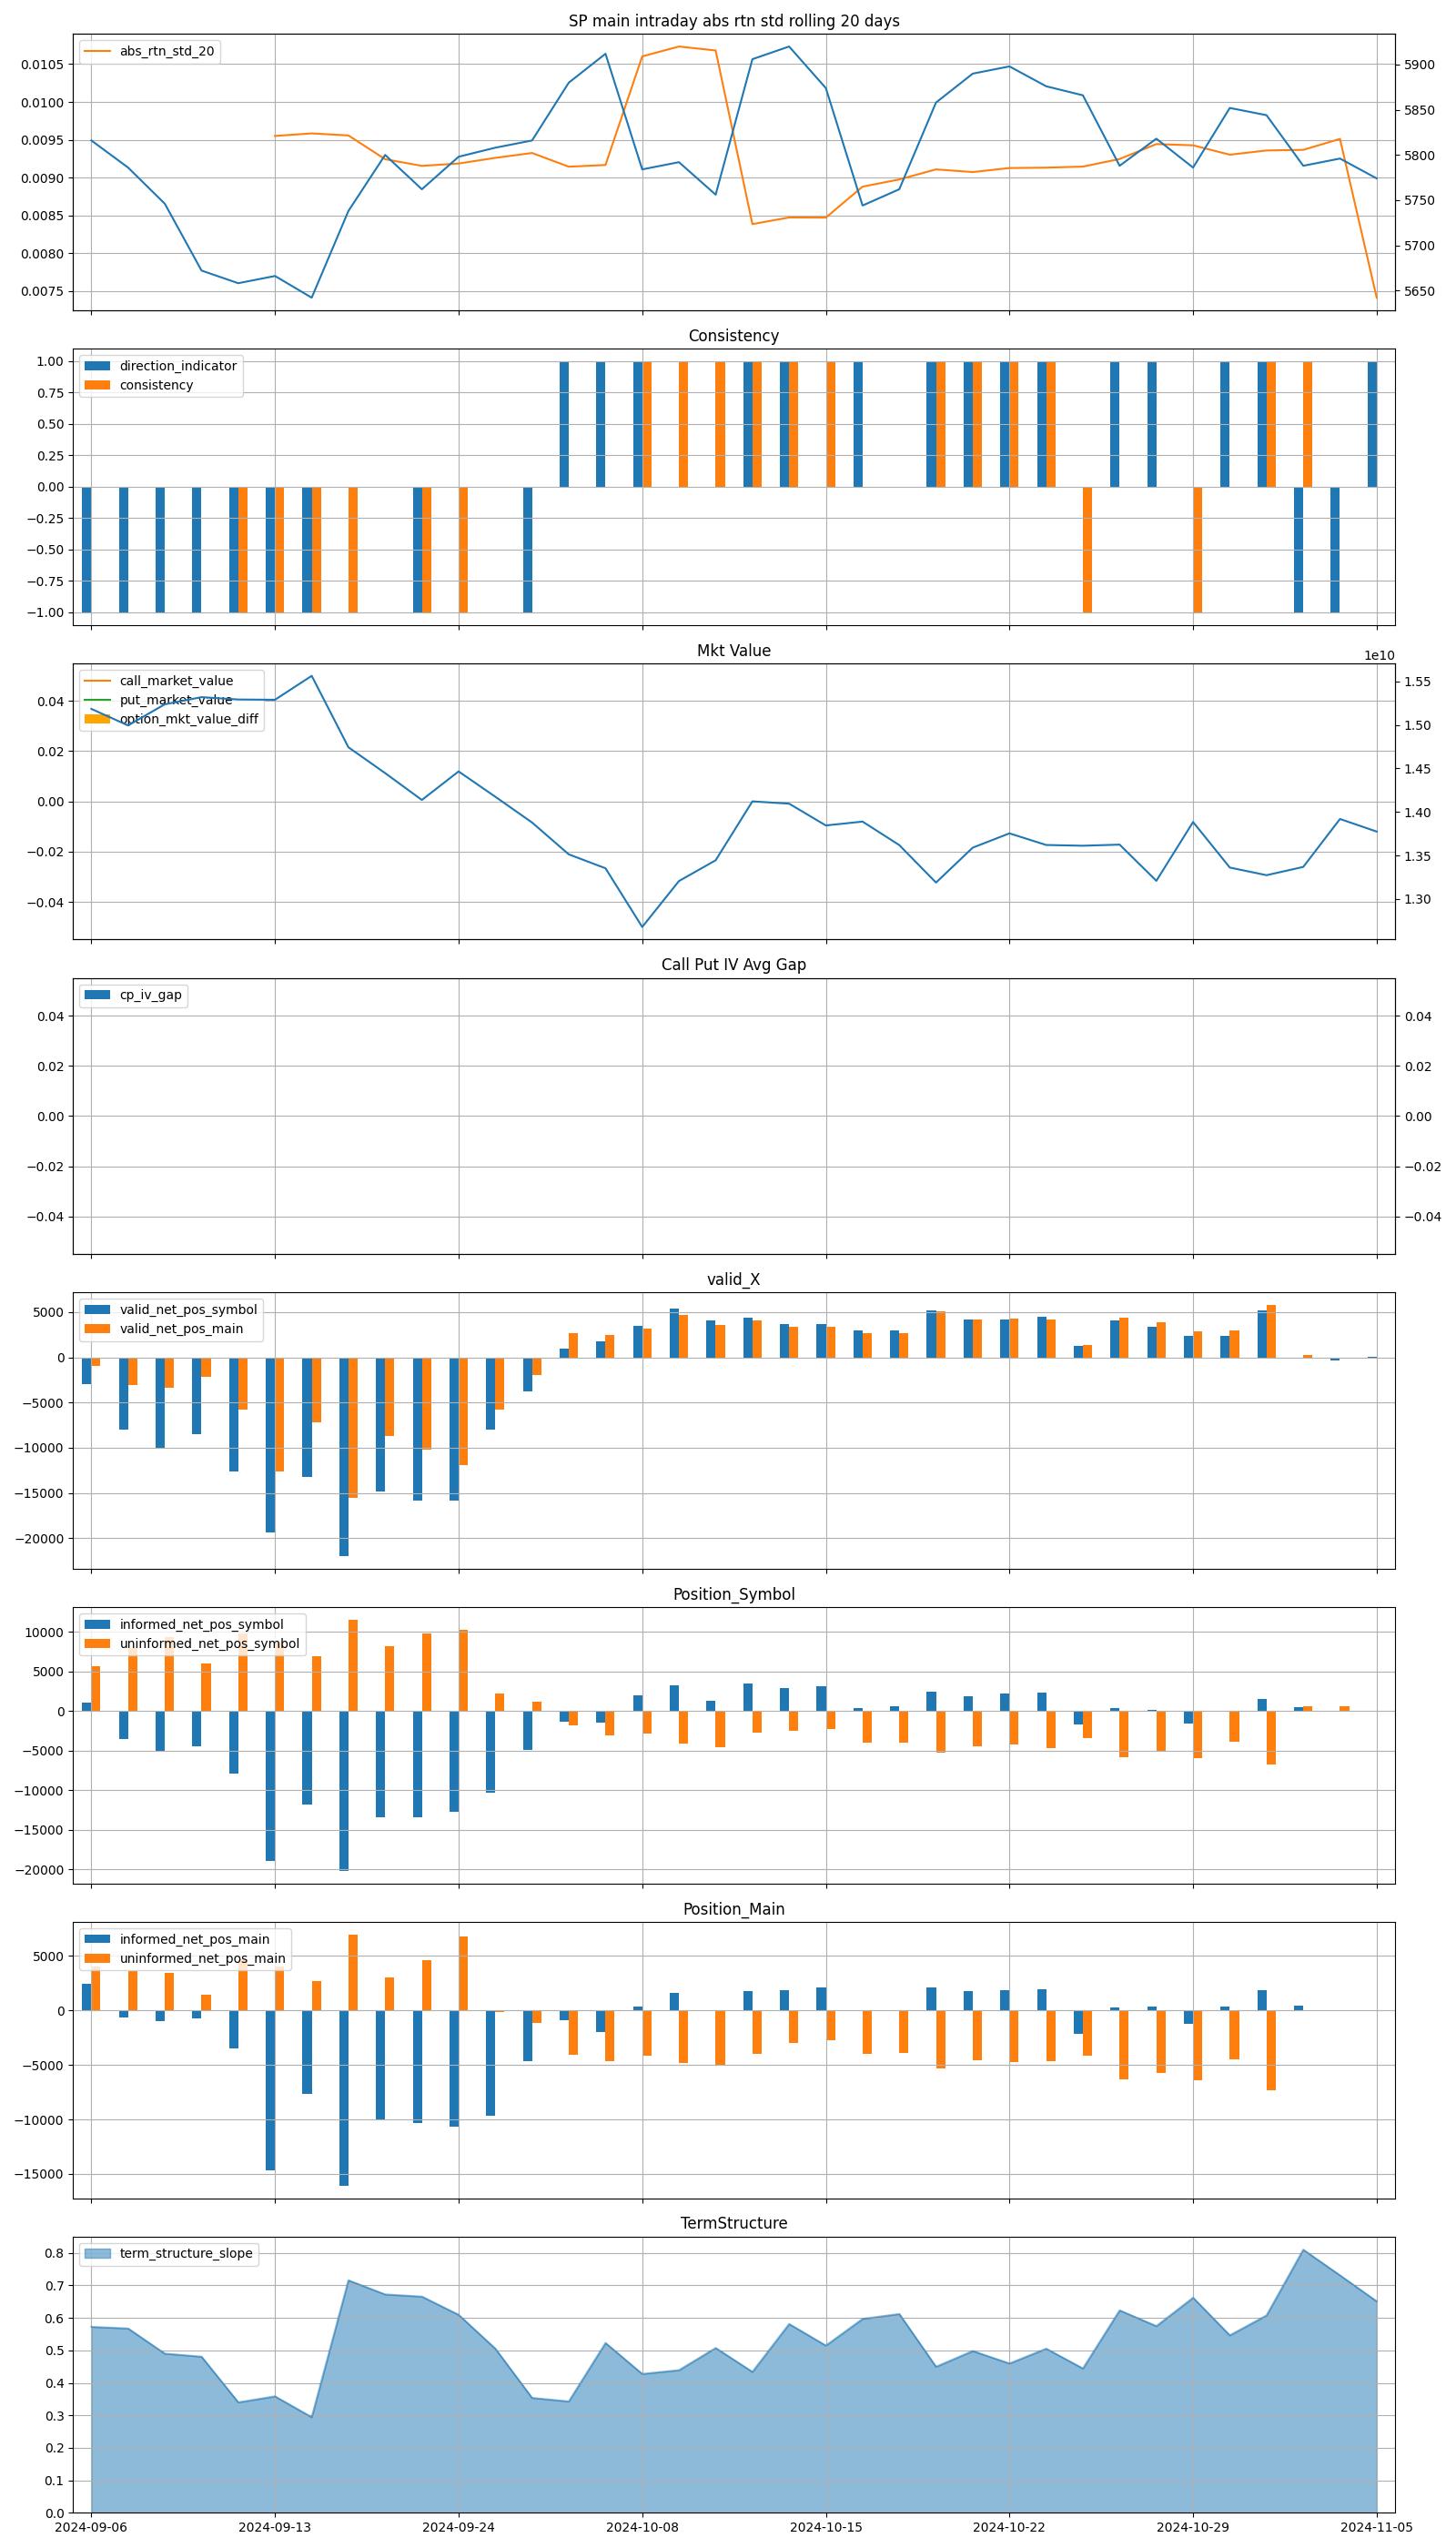 SP main intraday abs rtn std rolling 20 days
abs_rtn_std_20
0.0105
0.0100
0.0095
0.0090
0.0085
0.0080
0.0075
5900
5850
5800
5750
5700
5650
Consistency
direction_indicator
consistency
1.00
0.75
0.50
0.25
0.00
−0.25
−0.50
−0.75
−1.00
Mkt Value
1e10
call_market_value
put_market_value
option_mkt_value_diff
0.04
0.02
0.00
−0.02
−0.04
1.55
1.50
1.45
1.40
1.35
1.30
Call Put IV Avg Gap
cp_iv_gap
0.04
0.02
0.00
−0.02
−0.04
0.04
0.02
0.00
−0.02
−0.04
valid_X
valid_net_pos_symbol
valid_net_pos_main
5000
0
−5000
−10000
−15000
−20000
Position_Symbol
informed_net_pos_symbol
uninformed_net_pos_symbol
10000
5000
0
−5000
−10000
−15000
−20000
Position_Main
informed_net_pos_main
uninformed_net_pos_main
5000
0
−5000
−10000
−15000
TermStructure
term_structure_slope
0.8
0.7
0.6
0.5
0.4
0.3
0.2
0.1
0.0
2024-09-06 2024-09-13 2024-09-24 2024-10-08 2024-10-15 2024-10-22 2024-10-29 2024-11-05